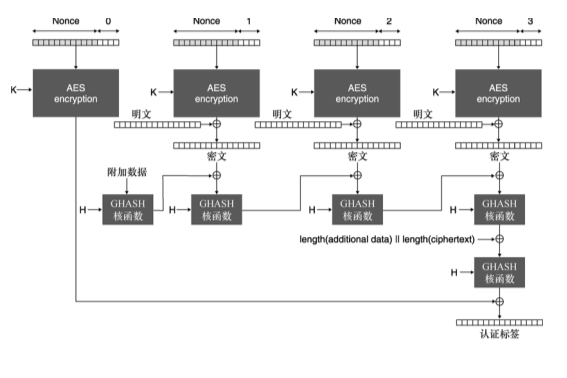 Nonce 0 Nonce 1 Nonce 2 Nonce 3
K AES encryption K AES encryption K AES encryption K AES encryption
明文 明文 明文
密文 密文 密文
附加数据
H GHASH 核函数 H GHASH 核函数 H GHASH 核函数 H GHASH 核函数
length(additional data) || length(ciphertext)
H GHASH 核函数
认证标签